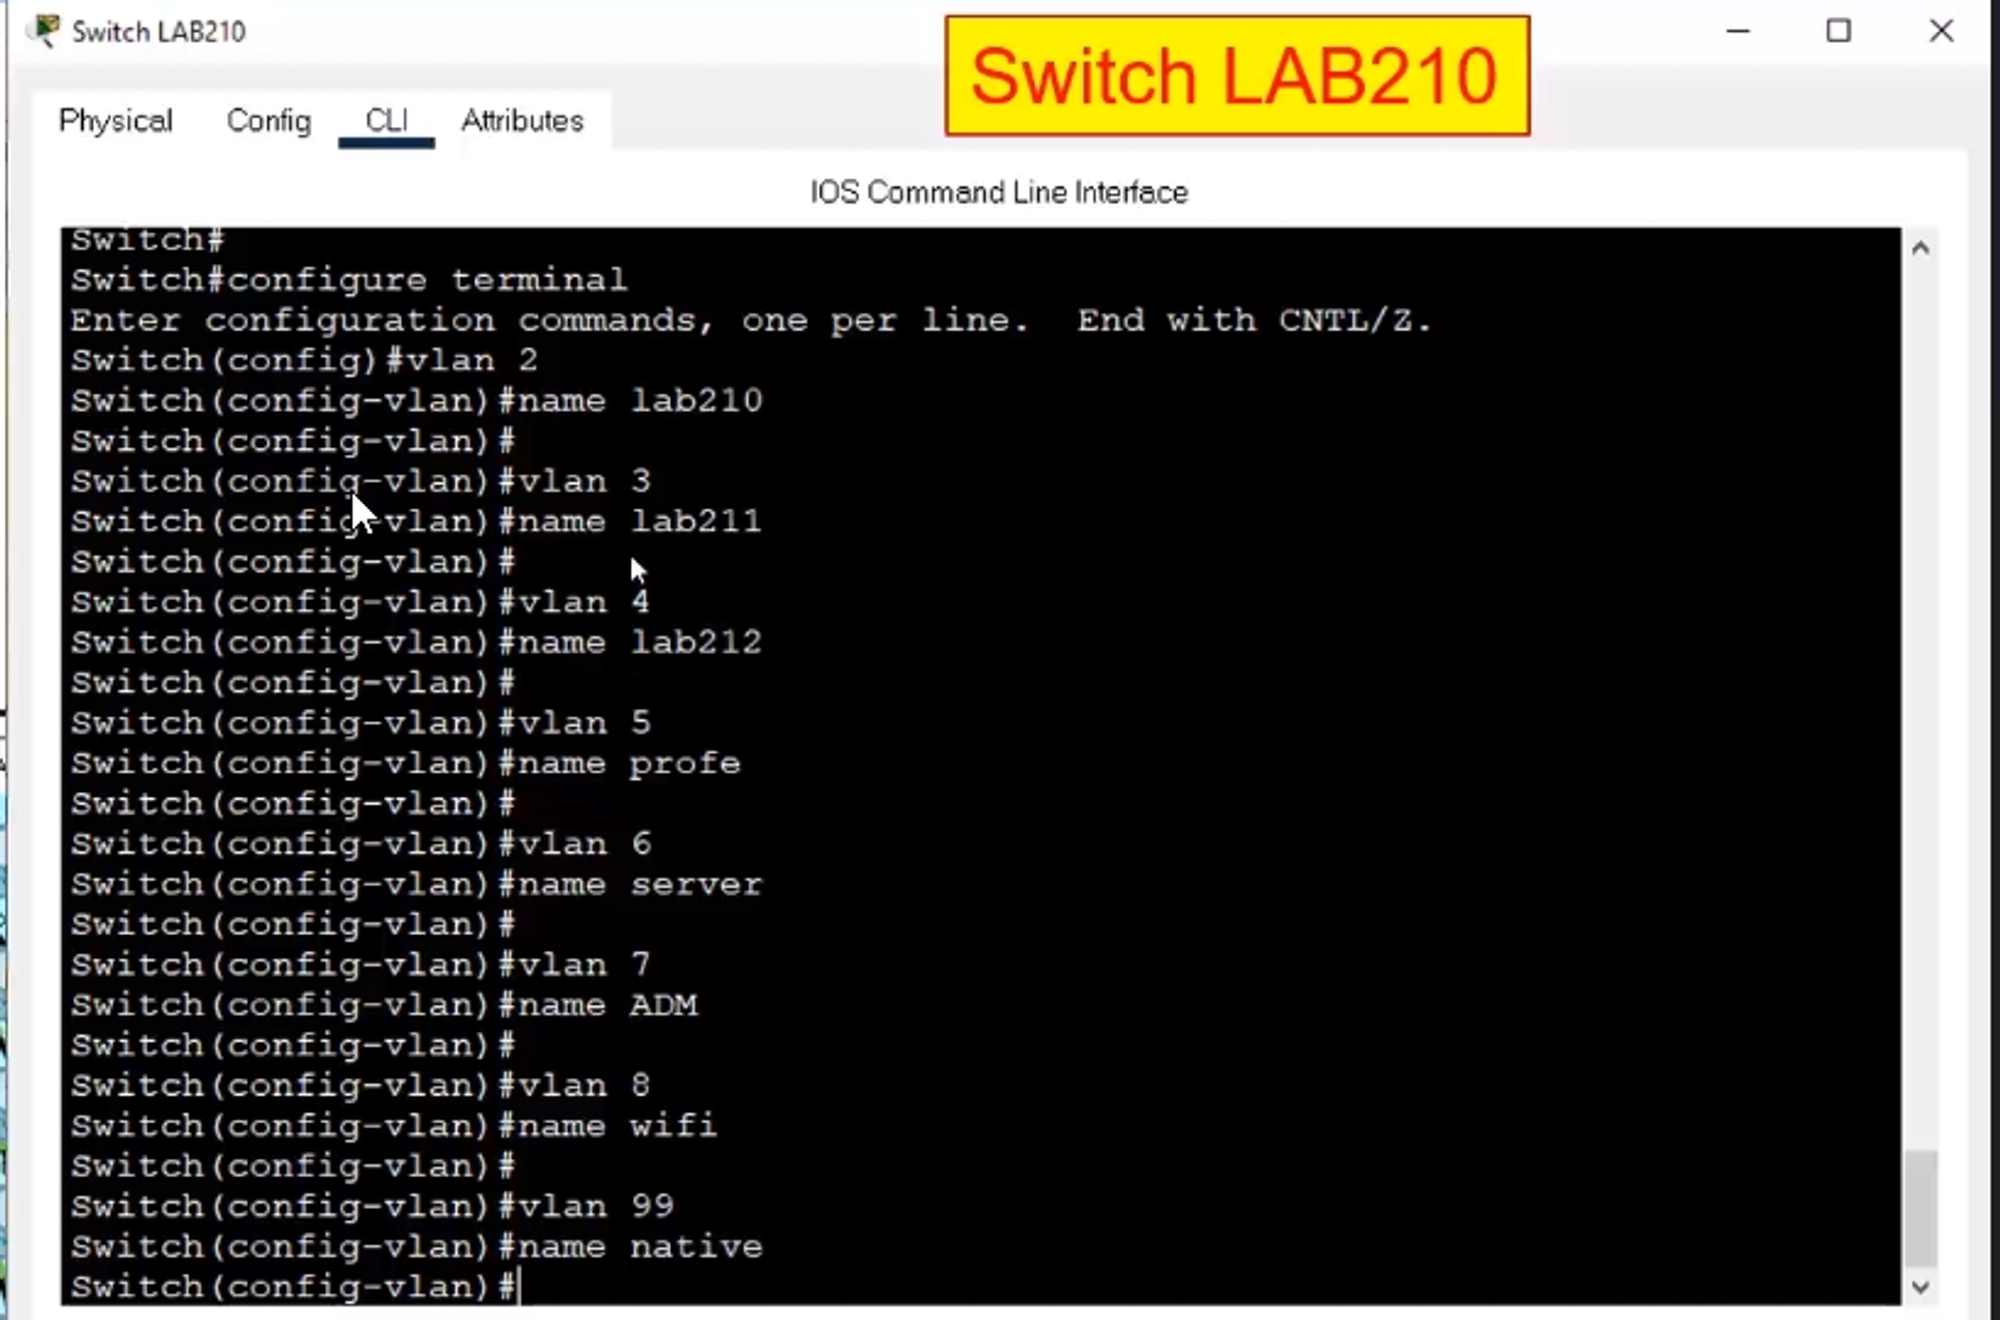 Switch LAB210
Switch LAB210
Physical Config CLI Attributes
IOS Command Line Interface
Switch#
Switch#configure terminal
Enter configuration commands, one per line.  End with CNTL/Z.
Switch(config)#vlan 2
Switch(config-vlan)#name lab210
Switch(config-vlan)#
Switch(config-vlan)#vlan 3
Switch(config-vlan)#name lab211
Switch(config-vlan)#
Switch(config-vlan)#vlan 4
Switch(config-vlan)#name lab212
Switch(config-vlan)#
Switch(config-vlan)#vlan 5
Switch(config-vlan)#name profe
Switch(config-vlan)#
Switch(config-vlan)#vlan 6
Switch(config-vlan)#name server
Switch(config-vlan)#
Switch(config-vlan)#vlan 7
Switch(config-vlan)#name ADM
Switch(config-vlan)#
Switch(config-vlan)#vlan 8
Switch(config-vlan)#name wifi
Switch(config-vlan)#
Switch(config-vlan)#vlan 99
Switch(config-vlan)#name native
Switch(config-vlan)#